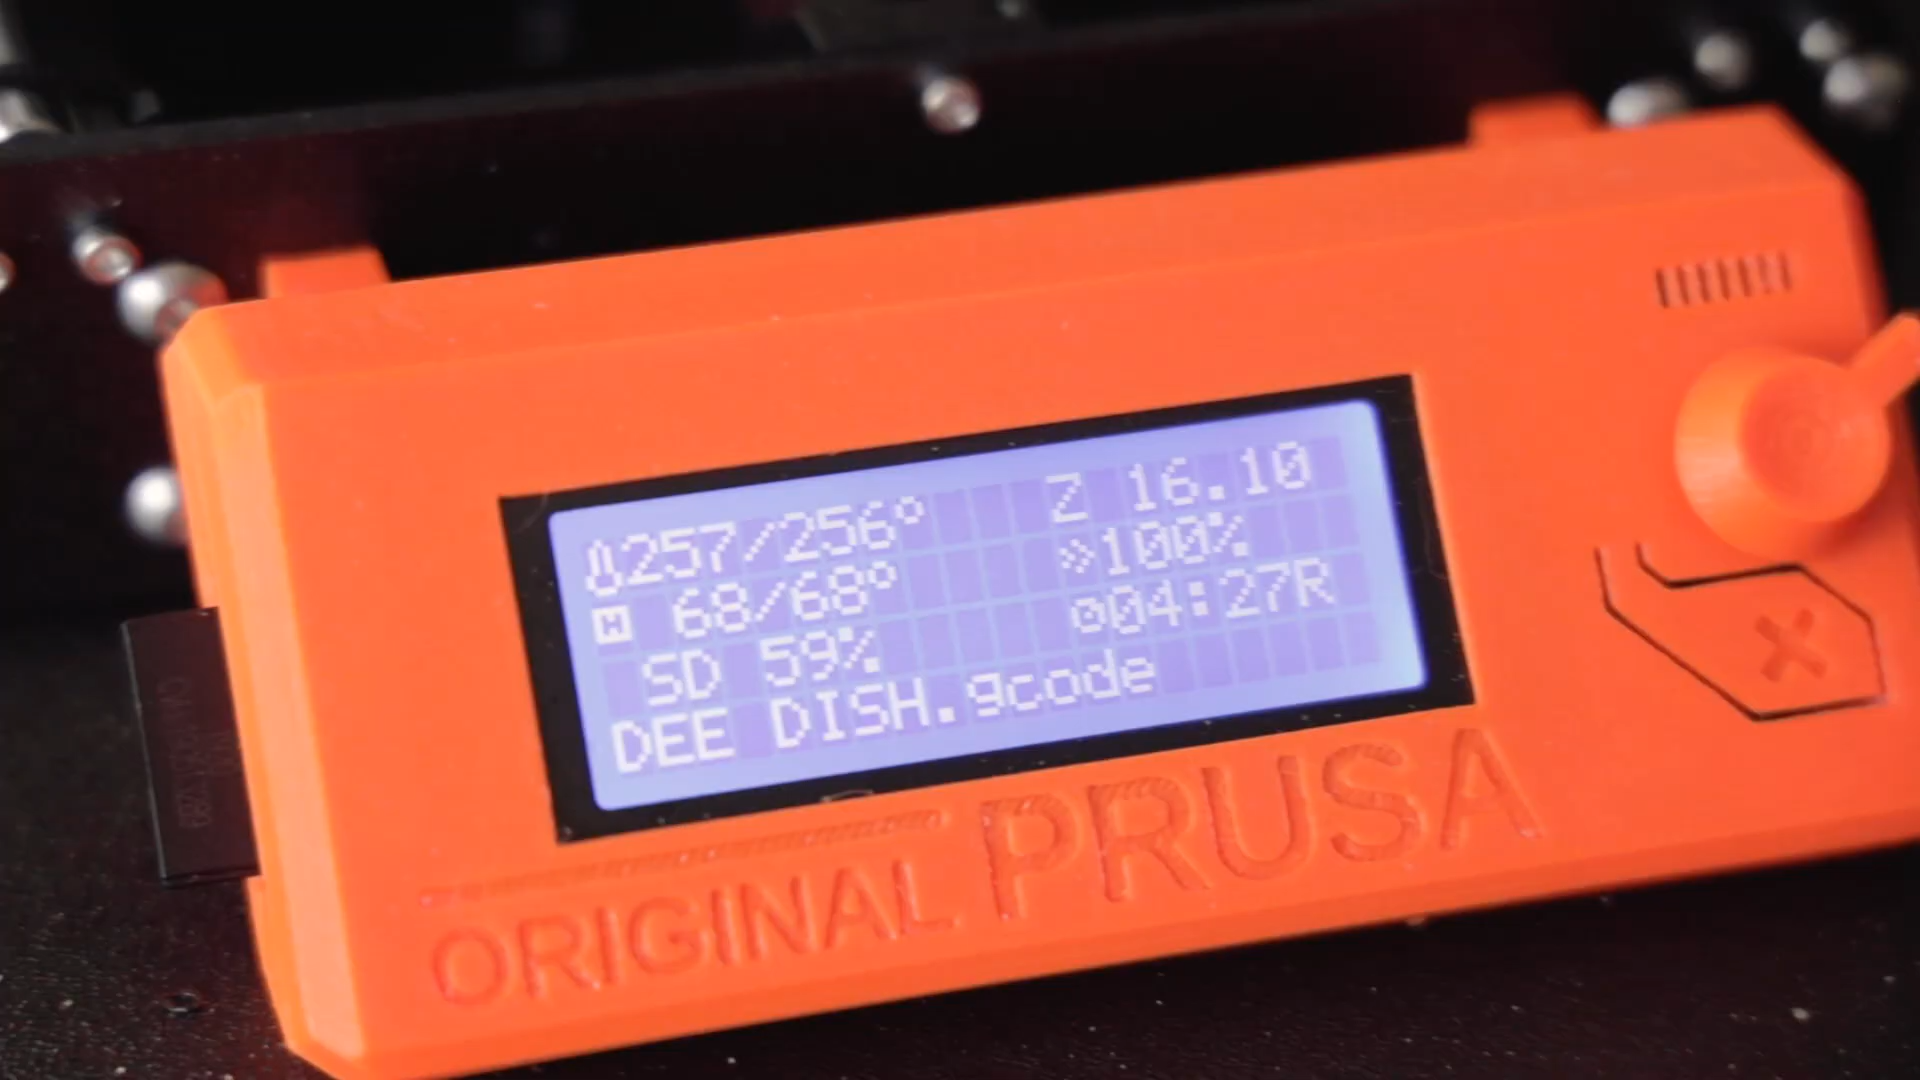 257/256° Z 16.10
68/68° 100%
SD 59% 04:27R
DEE DISH.gcode
ORIGINAL PRUSA